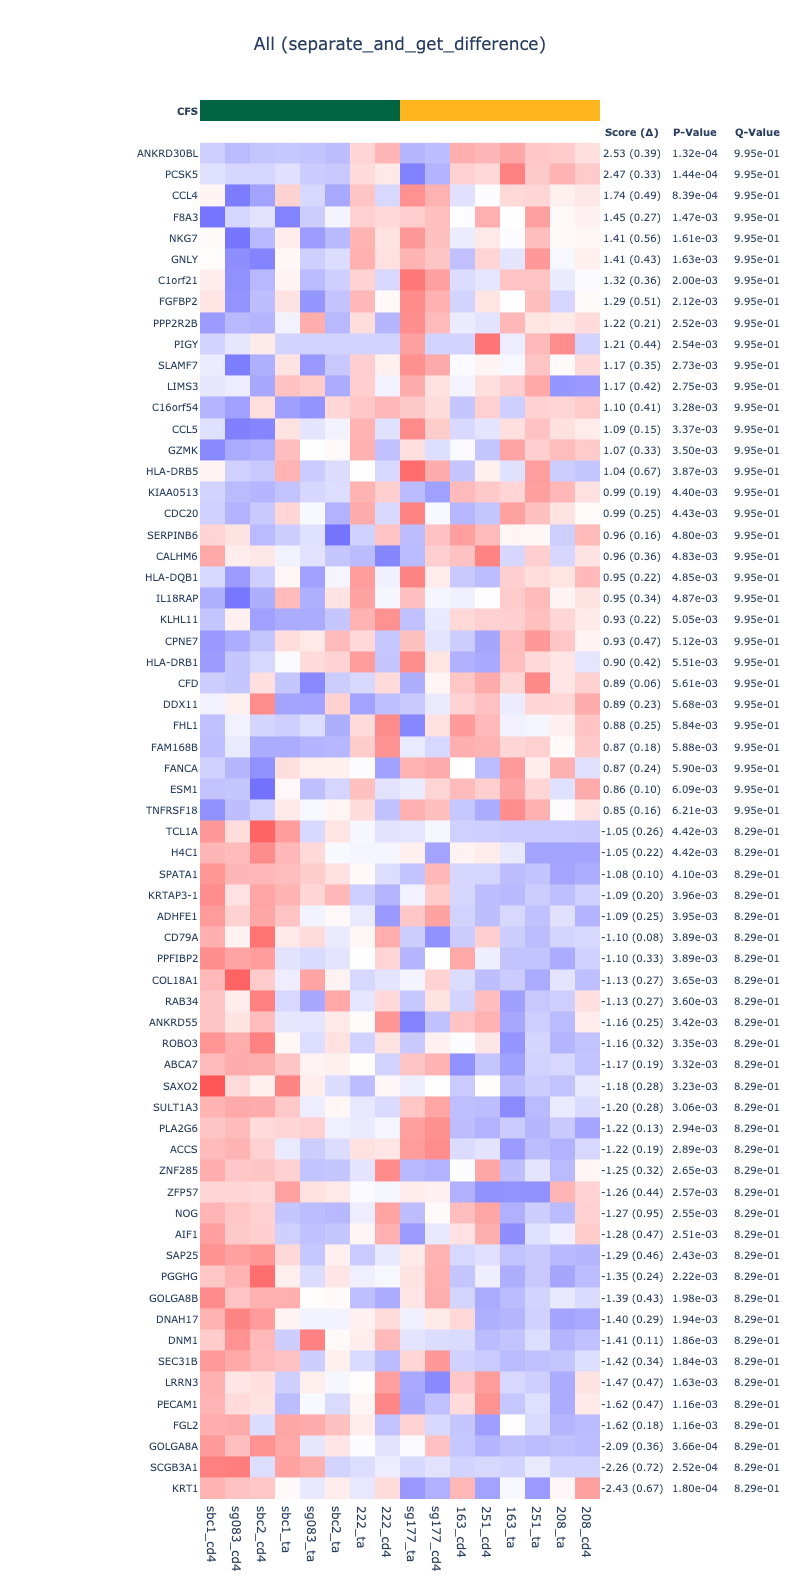 All (separate_and_get_difference)
CFS
Score (Δ) P-Value Q-Value
ANKRD30BL 2.53 (0.39) 1.32e-04 9.95e-01
PCSK5 2.47 (0.33) 1.44e-04 9.95e-01
CCL4 1.74 (0.49) 8.39e-04 9.95e-01
F8A3 1.45 (0.27) 1.47e-03 9.95e-01
NKG7 1.41 (0.56) 1.61e-03 9.95e-01
GNLY 1.41 (0.43) 1.63e-03 9.95e-01
C1orf21 1.32 (0.36) 2.00e-03 9.95e-01
FGFBP2 1.29 (0.51) 2.12e-03 9.95e-01
PPP2R2B 1.22 (0.21) 2.52e-03 9.95e-01
PIGY 1.21 (0.44) 2.54e-03 9.95e-01
SLAMF7 1.17 (0.35) 2.73e-03 9.95e-01
LIMS3 1.17 (0.42) 2.75e-03 9.95e-01
C16orf54 1.10 (0.41) 3.28e-03 9.95e-01
CCL5 1.09 (0.15) 3.37e-03 9.95e-01
GZMK 1.07 (0.33) 3.50e-03 9.95e-01
HLA-DRB5 1.04 (0.67) 3.87e-03 9.95e-01
KIAA0513 0.99 (0.19) 4.40e-03 9.95e-01
CDC20 0.99 (0.25) 4.43e-03 9.95e-01
SERPINB6 0.96 (0.16) 4.80e-03 9.95e-01
CALHM6 0.96 (0.36) 4.83e-03 9.95e-01
HLA-DQB1 0.95 (0.22) 4.85e-03 9.95e-01
IL18RAP 0.95 (0.34) 4.87e-03 9.95e-01
KLHL11 0.93 (0.22) 5.05e-03 9.95e-01
CPNE7 0.93 (0.47) 5.12e-03 9.95e-01
HLA-DRB1 0.90 (0.42) 5.51e-03 9.95e-01
CFD 0.89 (0.06) 5.61e-03 9.95e-01
DDX11 0.89 (0.23) 5.68e-03 9.95e-01
FHL1 0.88 (0.25) 5.84e-03 9.95e-01
FAM168B 0.87 (0.18) 5.88e-03 9.95e-01
FANCA 0.87 (0.24) 5.90e-03 9.95e-01
ESM1 0.86 (0.10) 6.09e-03 9.95e-01
TNFRSF18 0.85 (0.16) 6.21e-03 9.95e-01
TCL1A -1.05 (0.26) 4.42e-03 8.29e-01
H4C1 -1.05 (0.22) 4.42e-03 8.29e-01
SPATA1 -1.08 (0.10) 4.10e-03 8.29e-01
KRTAP3-1 -1.09 (0.20) 3.96e-03 8.29e-01
ADHFE1 -1.09 (0.25) 3.95e-03 8.29e-01
CD79A -1.10 (0.08) 3.89e-03 8.29e-01
PPFIBP2 -1.10 (0.33) 3.89e-03 8.29e-01
COL18A1 -1.13 (0.27) 3.65e-03 8.29e-01
RAB34 -1.13 (0.27) 3.60e-03 8.29e-01
ANKRD55 -1.16 (0.25) 3.42e-03 8.29e-01
ROBO3 -1.16 (0.32) 3.35e-03 8.29e-01
ABCA7 -1.17 (0.19) 3.32e-03 8.29e-01
SAXO2 -1.18 (0.28) 3.23e-03 8.29e-01
SULT1A3 -1.20 (0.28) 3.06e-03 8.29e-01
PLA2G6 -1.22 (0.13) 2.94e-03 8.29e-01
ACCS -1.22 (0.19) 2.89e-03 8.29e-01
ZNF285 -1.25 (0.32) 2.65e-03 8.29e-01
ZFP57 -1.26 (0.44) 2.57e-03 8.29e-01
NOG -1.27 (0.95) 2.55e-03 8.29e-01
AIF1 -1.28 (0.47) 2.51e-03 8.29e-01
SAP25 -1.29 (0.46) 2.43e-03 8.29e-01
PGGHG -1.35 (0.24) 2.22e-03 8.29e-01
GOLGA8B -1.39 (0.43) 1.98e-03 8.29e-01
DNAH17 -1.40 (0.29) 1.94e-03 8.29e-01
DNM1 -1.41 (0.11) 1.86e-03 8.29e-01
SEC31B -1.42 (0.34) 1.84e-03 8.29e-01
LRRN3 -1.47 (0.47) 1.63e-03 8.29e-01
PECAM1 -1.62 (0.47) 1.16e-03 8.29e-01
FGL2 -1.62 (0.18) 1.16e-03 8.29e-01
GOLGA8A -2.09 (0.36) 3.66e-04 8.29e-01
SCGB3A1 -2.26 (0.72) 2.52e-04 8.29e-01
KRT1 -2.43 (0.67) 1.80e-04 8.29e-01
sbc1_cd4 sg083_cd4 sbc2_cd4 sbc1_ta sg083_ta sbc2_ta 222_ta 222_cd4 sg177_ta sg177_cd4 163_cd4 251_cd4 163_ta 251_ta 208_ta 208_cd4